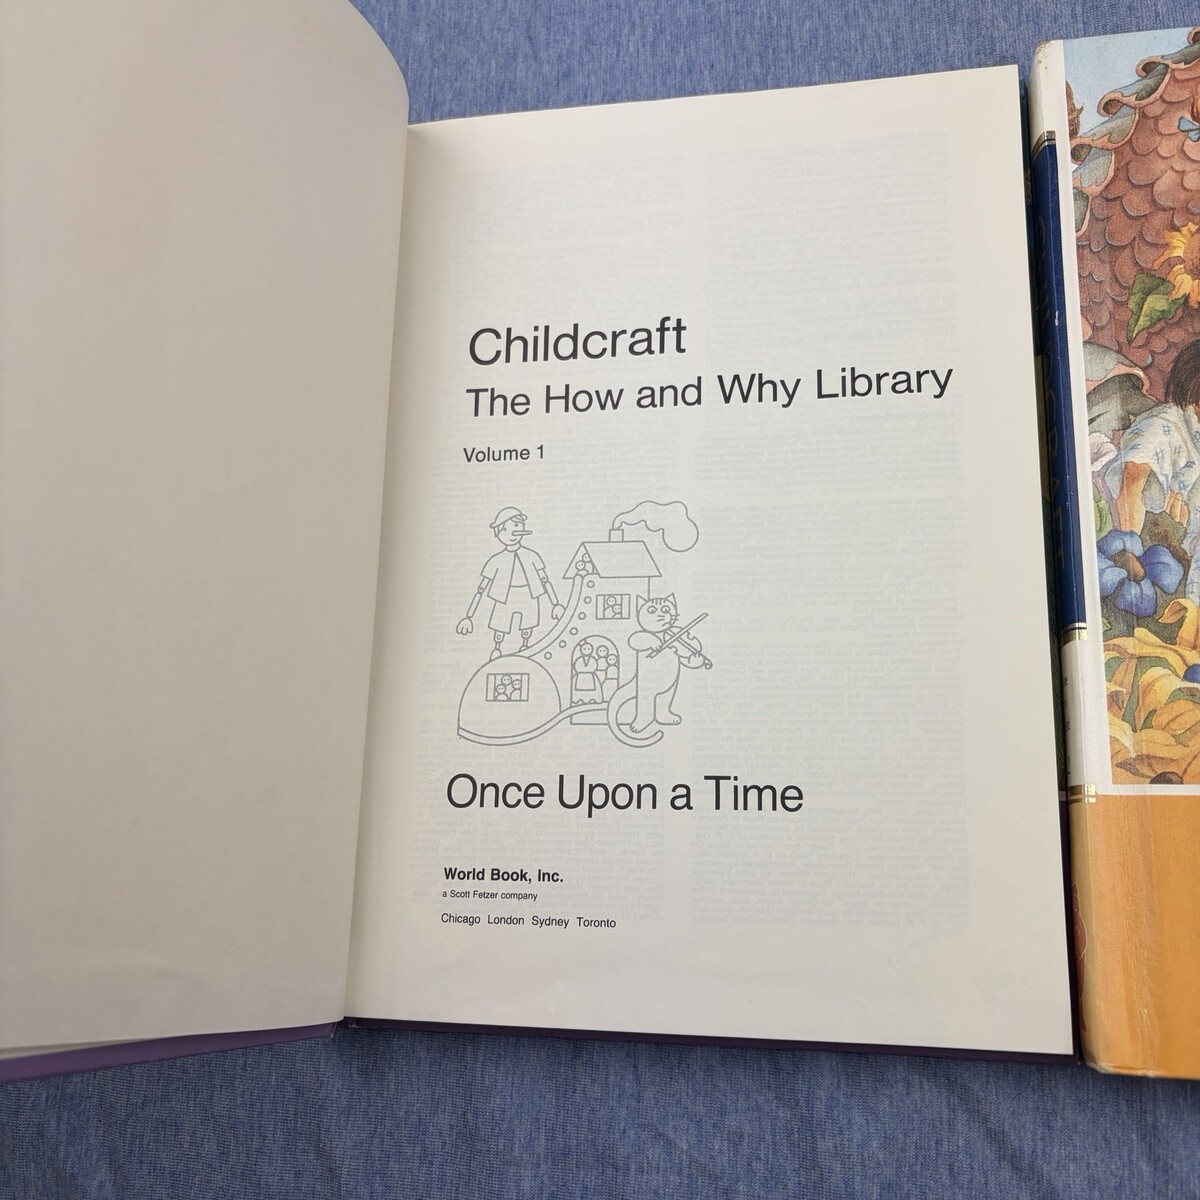 Childcraft
The How and Why Library
Volume 1
Once Upon a Time
World Book, Inc.
a Scott Fetzer company
Chicago London Sydney Toronto